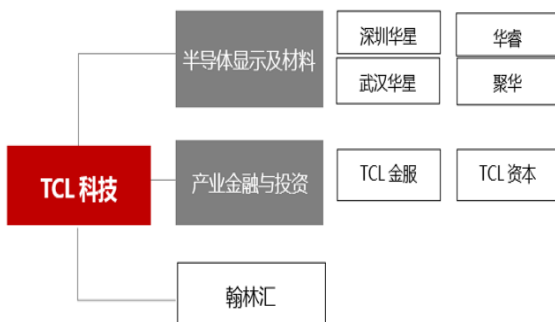 半导体显示及材料
深圳华星
华睿
武汉华星
聚华
TCL 科技
产业金融与投资
TCL 金服
TCL 资本
翰林汇